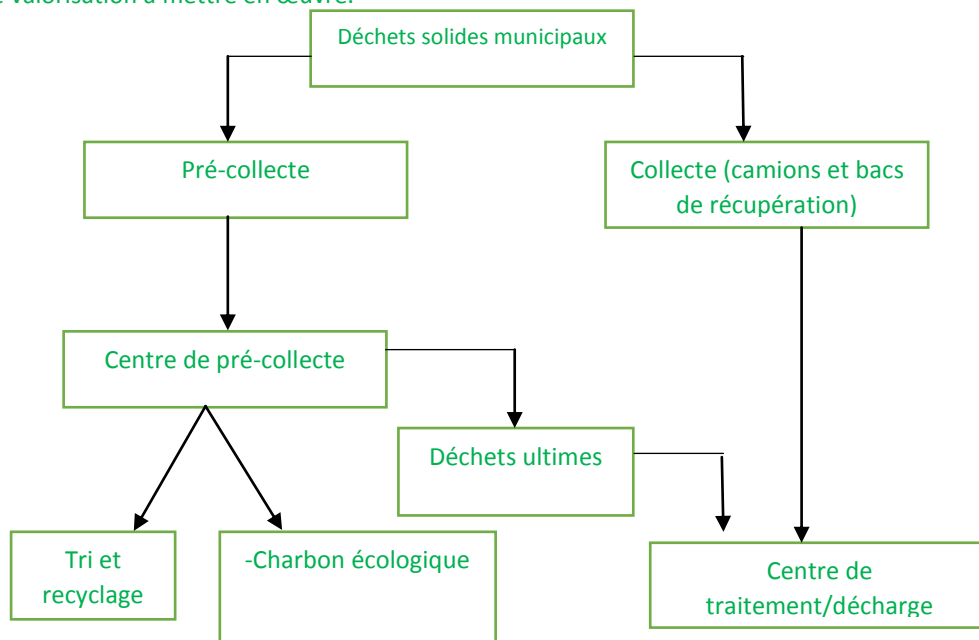 valorisation à mettre en œuvre.
Déchets solides municipaux
Pré-collecte
Collecte (camions et bacs
de récupération)
Centre de pré-collecte
Déchets ultimes
Tri et
recyclage
-Charbon écologique
Centre de
traitement/décharge